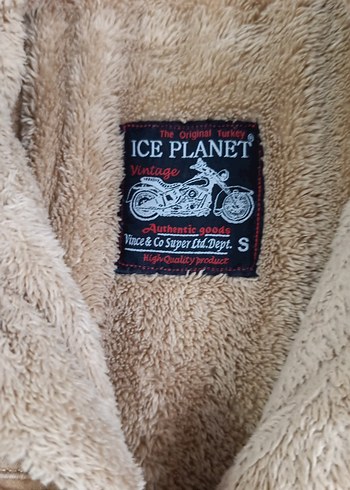 The Original Turkey
ICE PLANET®
Vintage
Authentic goods
Vince & Co Super Ltd. Dept. S
High-Quality product